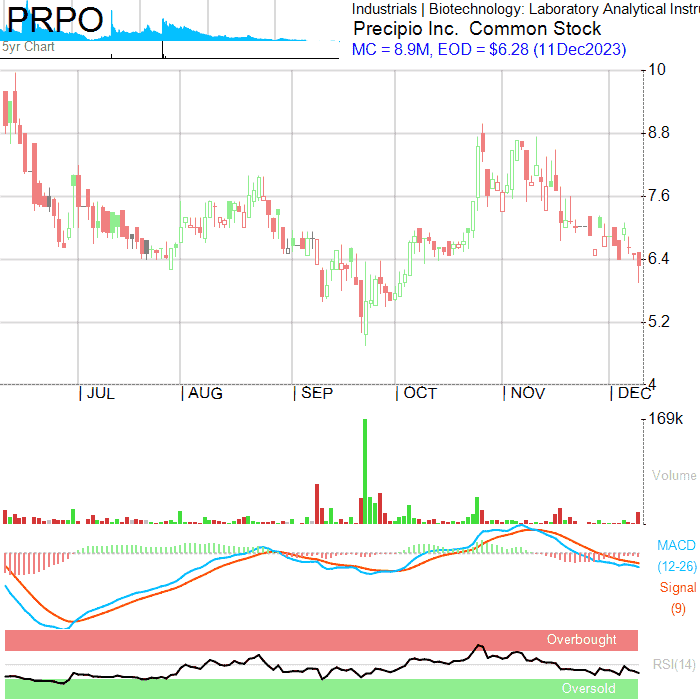 PRPO
5yr Chart
Industrials | Biotechnology: Laboratory Analytical Instru
Precipio Inc. Common Stock
MC = 8.9M, EOD = $6.28 (11Dec2023)
10
8.8
7.6
6.4
5.2
4
| JUL | AUG | SEP | OCT | NOV | DEC
169k
Volume
MACD
(12-26)
Signal
(9)
Overbought
RSI(14)
Oversold